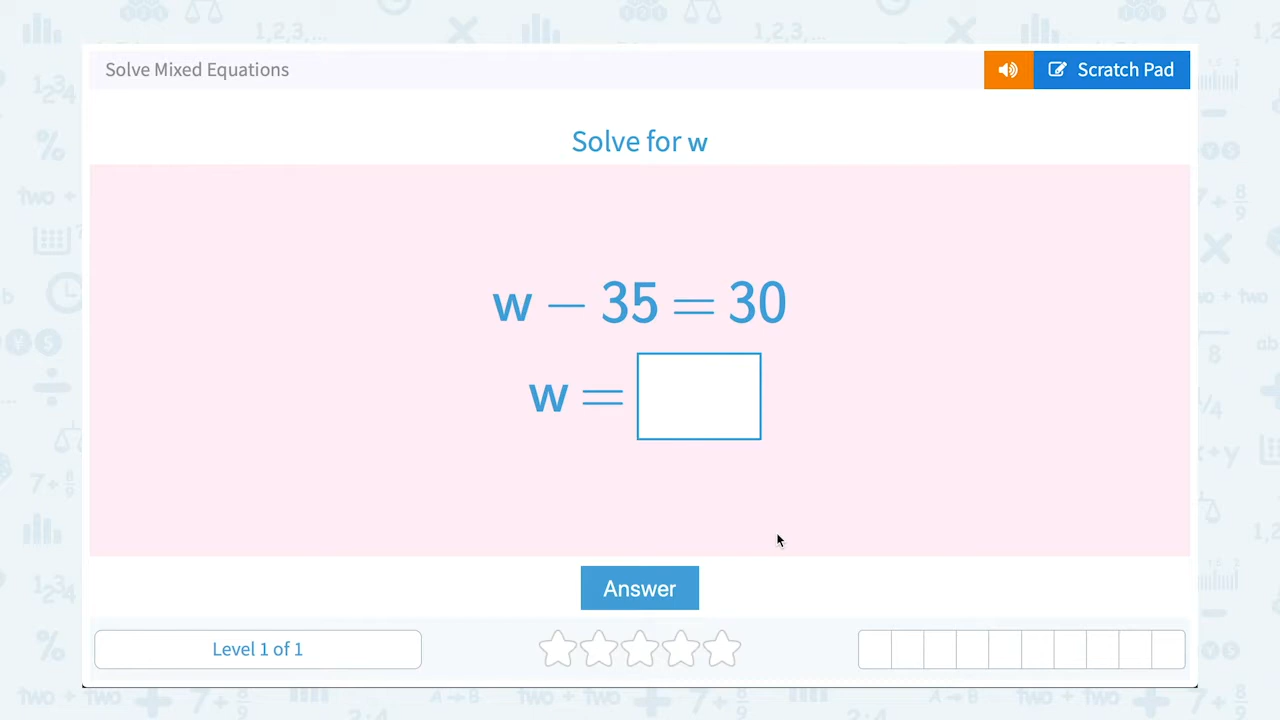 Solve Mixed Equations
Scratch Pad
Solve for w
w – 35 = 30
w =
Answer
Level 1 of 1